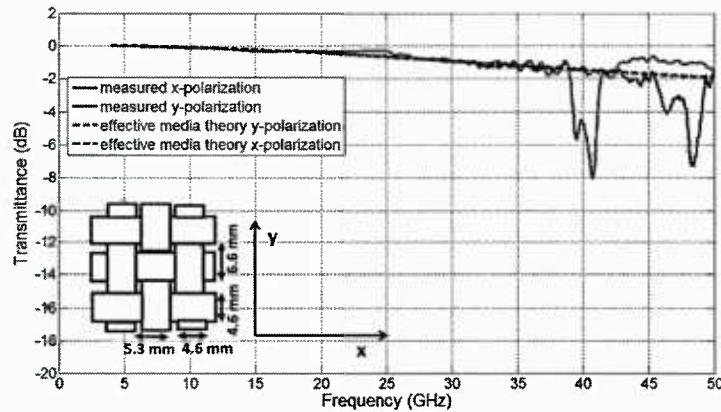 2
0
-2
-4
-6
-8
-10
-12
-14
-16
-18
-20
Transmittance (dB)
measured x-polarization
measured y-polarization
effective media theory y-polarization
effective media theory x-polarization
6.6 mm
4.6 mm
5.3 mm 4.6 mm
y
x
0 5 10 15 20 25 30 35 40 45 50
Frequency (GHz)